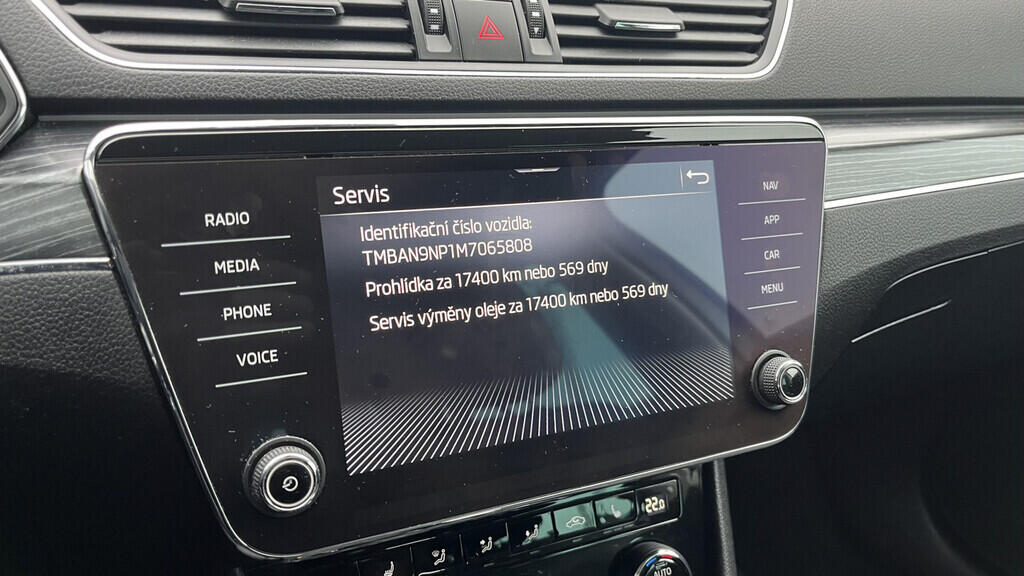 Servis
Identifikační číslo vozidla:
TMBAN9NP1M7065808
Prohlídka za 17400 km nebo 569 dny
Servis výměny oleje za 17400 km nebo 569 dny
RADIO
MEDIA
PHONE
VOICE
NAV
APP
CAR
MENU
22.0
AUTO